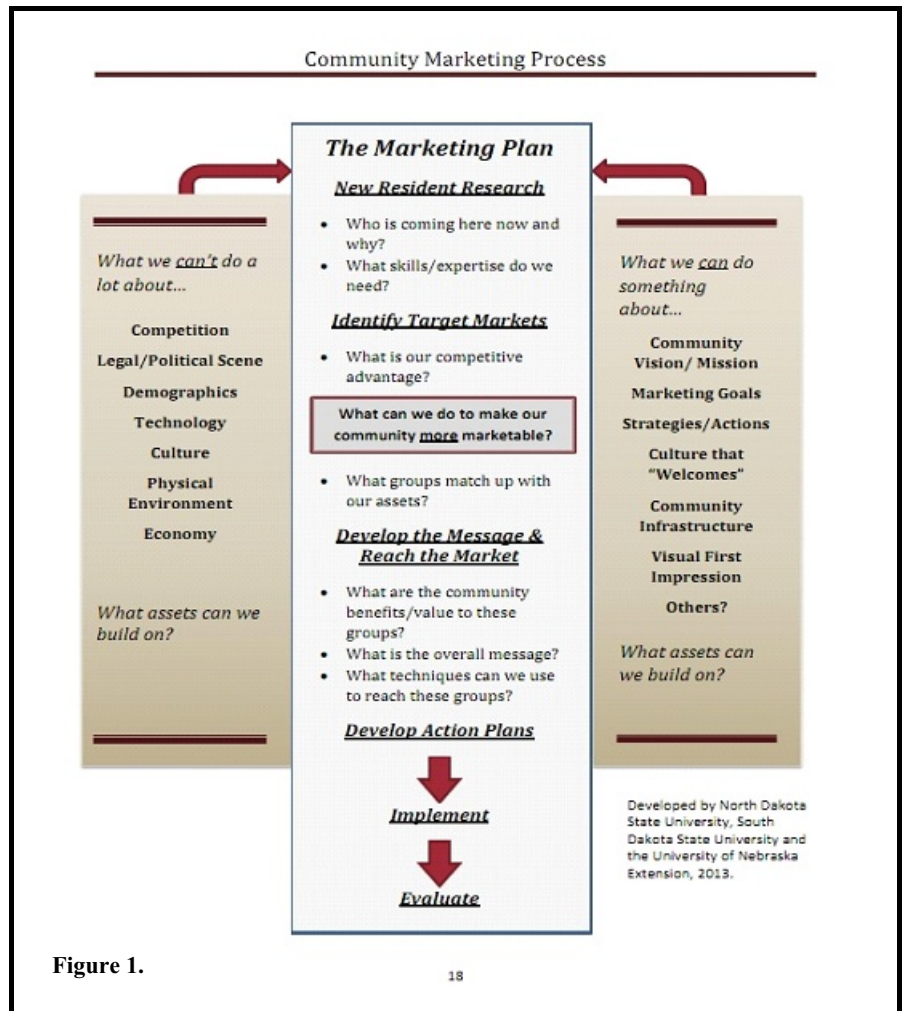 Community Marketing Process
What we can't do a
lot about...
Competition
Legal/Political Scene
Demographics
Technology
Culture
Physical
Environment
Economy
What assets can we
build on?
The Marketing Plan
New Resident Research
• Who is coming here now and
why?
• What skills/expertise do we
need?
Identify Target Markets
• What is our competitive
advantage?
What can we do to make our
community more marketable?
• What groups match up with
our assets?
Develop the Message &
Reach the Market
• What are the community
benefits/value to these
groups?
• What is the overall message?
• What techniques can we use
to reach these groups?
Develop Action Plans
Implement
Evaluate
What we can do
something
about...
Community
Vision/ Mission
Marketing Goals
Strategies/Actions
Culture that
“Welcomes”
Community
Infrastructure
Visual First
Impression
Others?
What assets can
we build on?
Developed by North Dakota
State University, South
Dakota State University and
the University of Nebraska
Extension, 2013.
Figure 1.
18